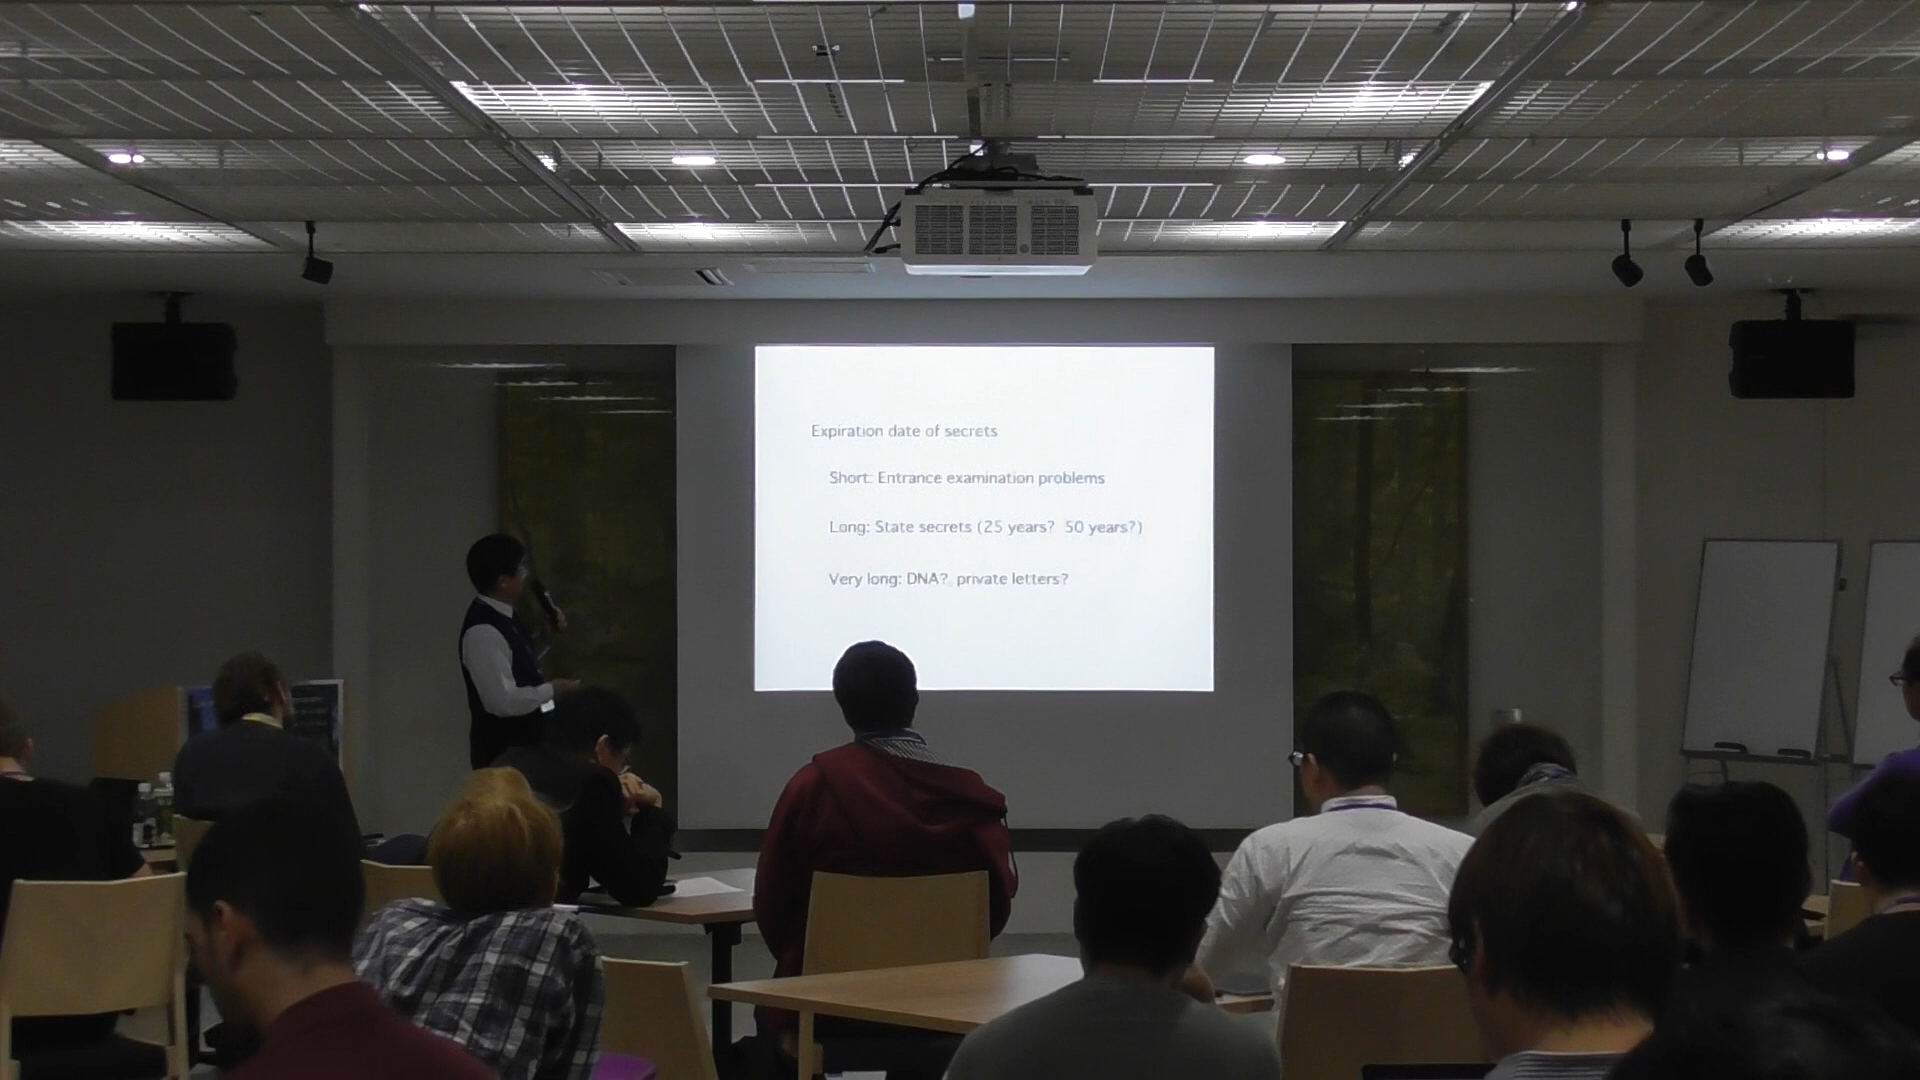 Expiration date of secrets
Short: Entrance examination problems
Long: State secrets (25 years? 50 years?)
Very long: DNA? private letters?